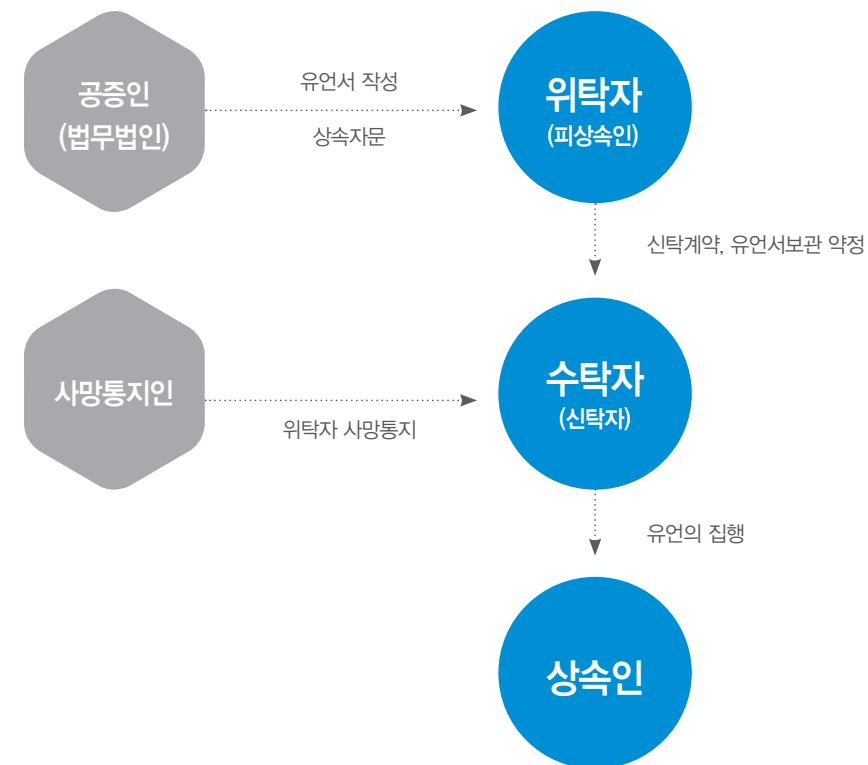 공증인
(법무법인)
유언서 작성
상속자문
위탁자
(피상속인)
신탁계약, 유언서보관 약정
사망통지인
위탁자 사망통지
수탁자
(신탁자)
유언의 집행
상속인